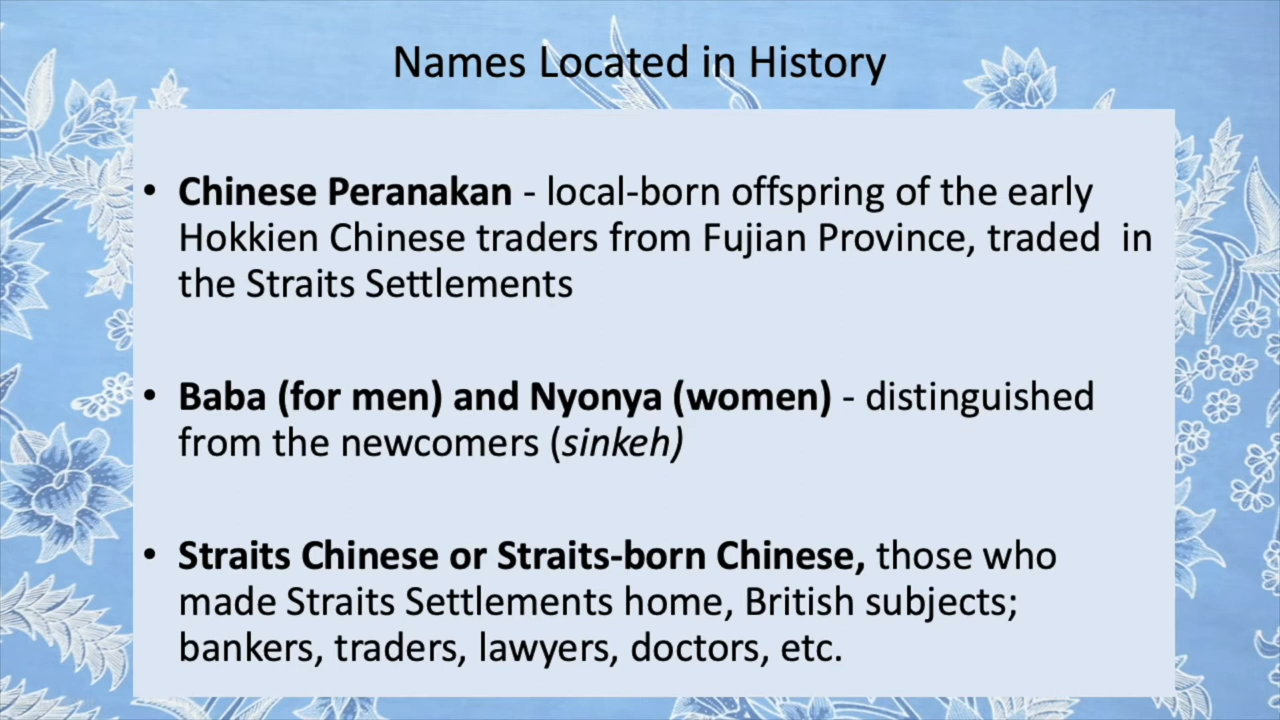 Names Located in History
• Chinese Peranakan - local-born offspring of the early
Hokkien Chinese traders from Fujian Province, traded  in
the Straits Settlements
• Baba (for men) and Nyonya (women) - distinguished
from the newcomers (sinkeh)
• Straits Chinese or Straits-born Chinese, those who
made Straits Settlements home, British subjects;
bankers, traders, lawyers, doctors, etc.